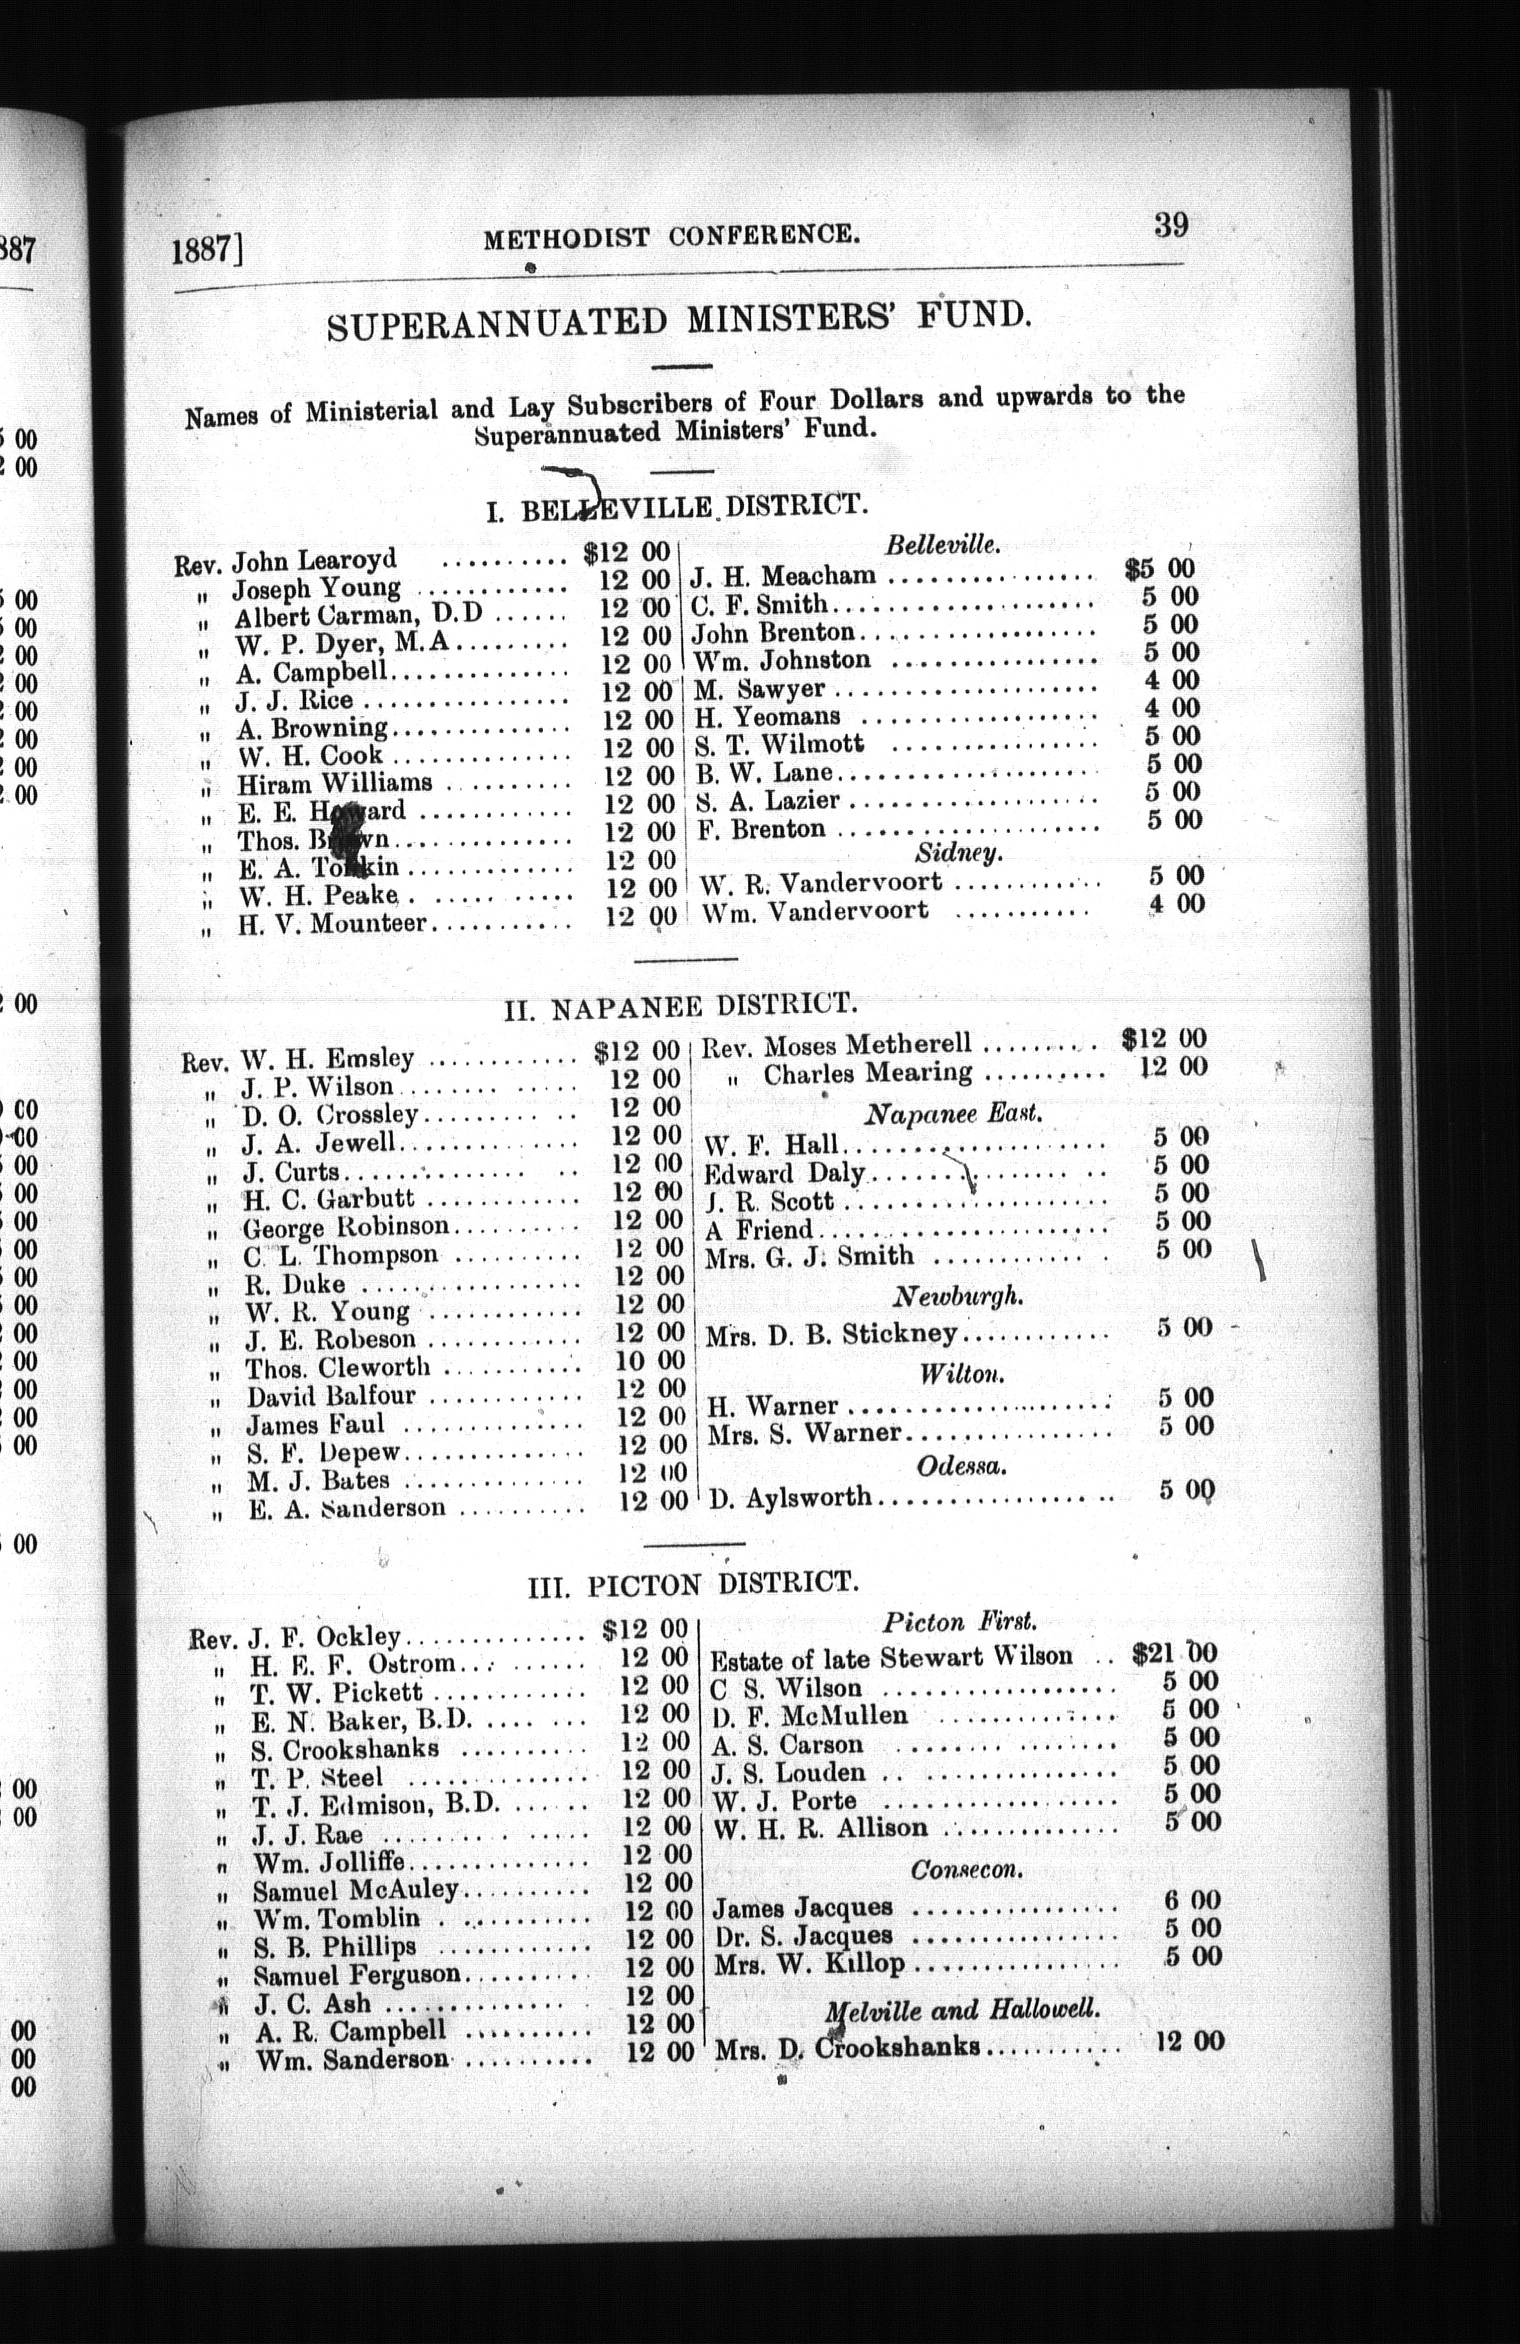 1887] METHODIST CONFERENCE. 39
SUPERANNUATED MINISTERS' FUND.
Names of Ministerial and Lay Subscribers of Four Dollars and upwards to the
Superannuated Ministers' Fund.
I. BELLEVILLE DISTRICT.
Rev. John Learoyd .......... $12 00
" Joseph Young ............ 12 00
" Albert Carman, D.D ...... 12 00
" W. P. Dyer, M.A......... 12 00
" A. Campbell.............. 12 00
" J. J. Rice ................ 12 00
" A. Browning.............. 12 00
" W. H. Cook .............. 12 00
" Hiram Williams .......... 12 00
" E. E. Howard ............ 12 00
" Thos. Brown.............. 12 00
" E. A. Tonkin ............. 12 00
" W. H. Peake. ...... ..... 12 00
" H. V. Mounteer........... 12 00
Belleville.
J. H. Meacham ............... $5 00
C. F. Smith................... 5 00
John Brenton.................. 5 00
Wm. Johnston ................ 5 00
M. Sawyer ................... 4 00
H. Yeomans .................. 4 00
S. T. Wilmott ................ 5 00
B. W. Lane................... 5 00
S. A. Lazier .................. 5 00
F. Brenton ................... 5 00
Sidney.
W. R. Vandervoort ........... 5 00
Wm. Vandervoort .......... 4 00
II. NAPANEE DISTRICT.
Rev. W. H. Emsley ............ $12 00
" J. P. Wilson........ ..... 12 00
" D. O. Crossley........... 12 00
" J. A. Jewell.............. 12 00
" J. Curts............. .. 12 00
" H. C. Garbutt ............ 12 00
" George Robinson.......... 12 00
" C. L. Thompson .......... 12 00
" R. Duke ................. 12 00
" W. R. Young ............ 12 00
" J. E. Robeson ............ 12 00
" Thos. Cleworth ........... 10 00
" David Balfour ............ 12 00
" James Faul .............. 12 00
" S. F. Depew.............. 12 00
" M. J. Bates .............. 12 00
" E. A. Sanderson .......... 12 00
Rev. Moses Metherell ......... $12 00
" Charles Mearing .......... 12 00
Napanee East.
W. F. Hall.................... 5 00
Edward Daly................ .. 5 00
J. R. Scott .................... 5 00
A Friend...................... 5 00
Mrs. G. J. Smith ............. 5 00
Newburgh.
Mrs. D. B. Stickney............ 5 00
Wilton.
H. Warner .................... 5 00
Mrs. S. Warner................ 5 00
Odessa.
D. Aylsworth.................. 5 00
III. PICTON DISTRICT.
Rev. J. F. Ockley.............. $12 00
" H. E. F. Ostrom... ...... 12 00
" T. W. Pickett ............ 12 00
" E. N. Baker, B.D. .... ... 12 00
" S. Crookshanks .......... 12 00
" T. P. Steel .............. 12 00
" T. J. Edmison, B.D. ...... 12 00
" J. J. Rae ......... ..... 12 00
" Wm. Jolliffe.............. 12 00
" Samuel McAuley.......... 12 00
" Wm. Tomblin . .......... 12 00
" S. B. Phillips ............ 12 00
" Samuel Ferguson.......... 12 00
" J. C. Ash .............. 12 00
" A. R. Campbell .......... 12 00
" Wm. Sanderson .......... 12 00
Picton First.
Estate of late Stewart Wilson .. $21 00
C S. Wilson .................. 5 00
D. F. McMullen ............. 5 00
A. S. Carson ........ ....... 5 00
J. S. Louden .. .............. 5 00
W. J. Porte .................. 5 00
W. H. R. Allison ............. 5 00
Consecon.
James Jacques ................ 6 00
Dr. S. Jacques ................ 5 00
Mrs. W. Killop ............... 5 00
Melville and Hallowell.
Mrs. D. Crookshanks........... 12 00